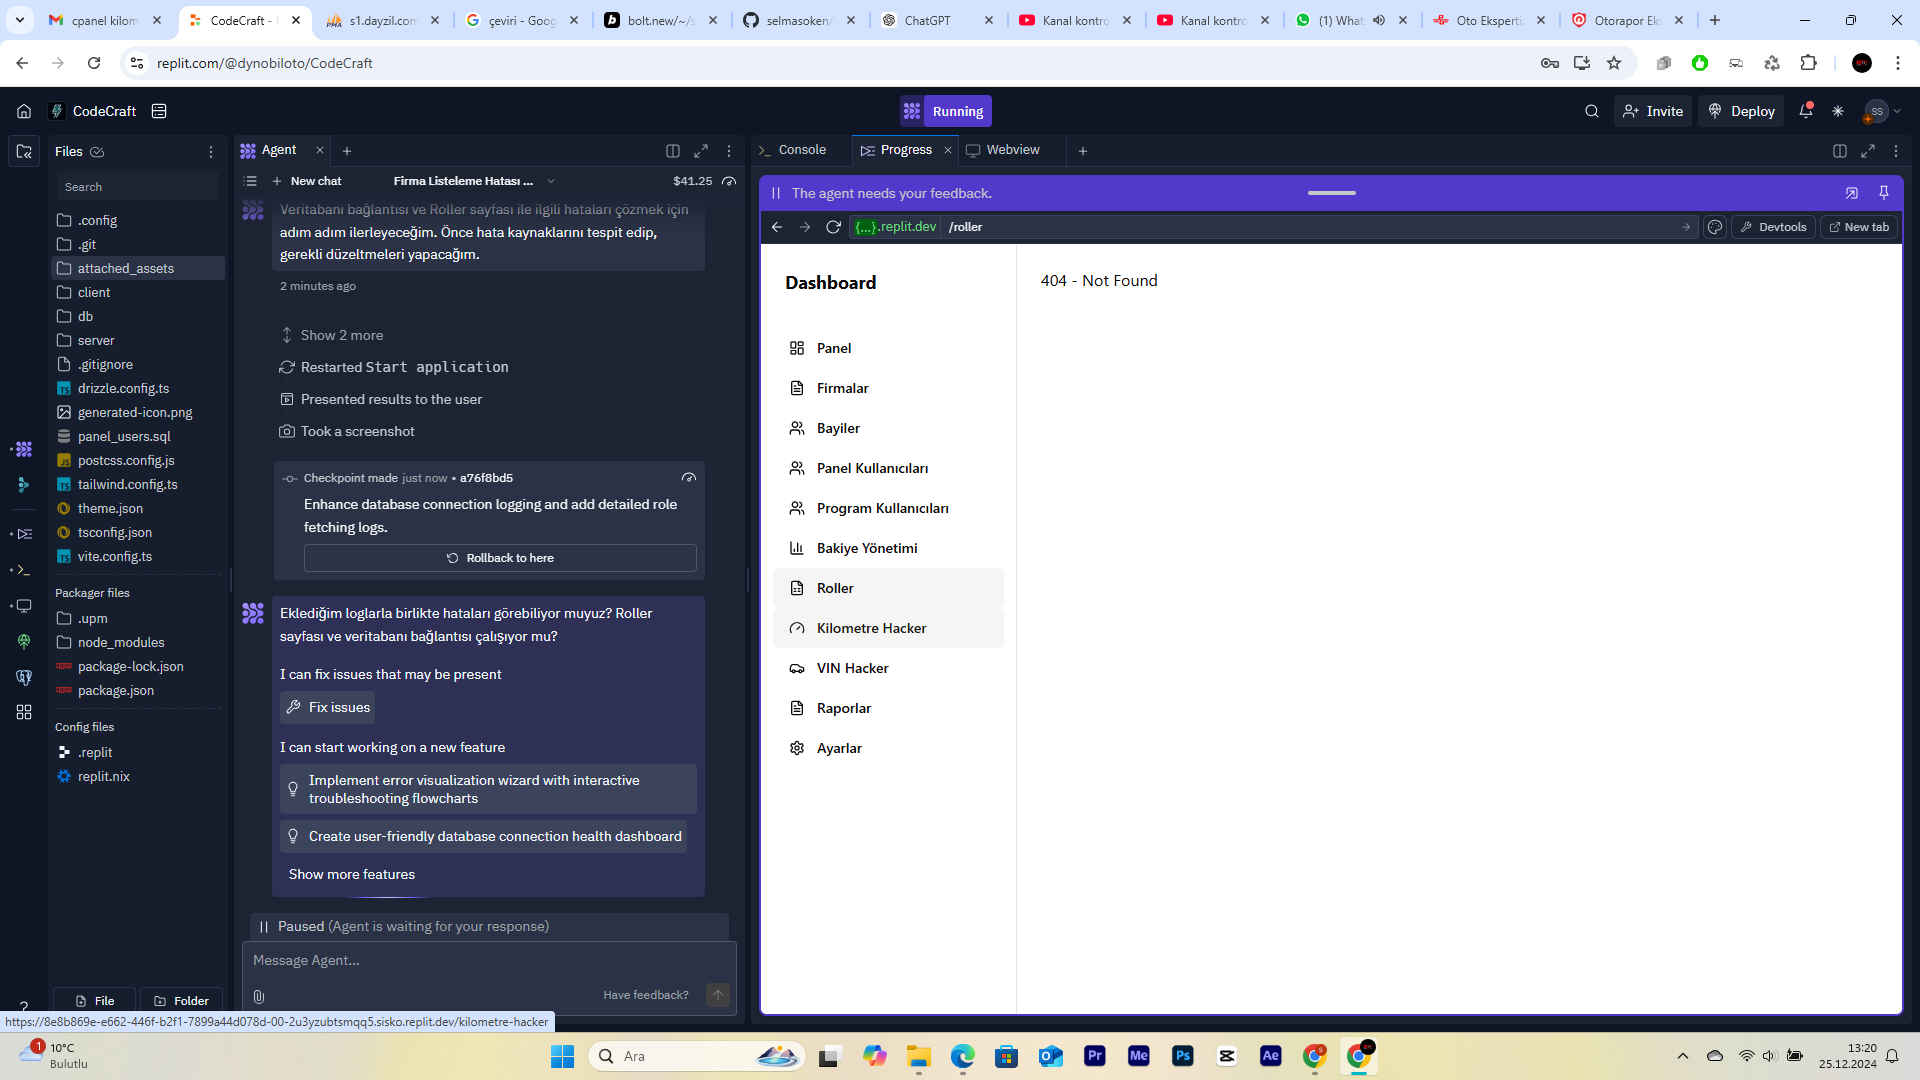 cpanel kilom
CodeCraft -
s1.dayzil.com
çeviri - Goog
bolt.new/~/s
selmasoken/
ChatGPT
Kanal kontro
Kanal kontro
(1) What
Oto Eksperti
Otorapor Ek
replit.com/@dynobiloto/CodeCraft
CodeCraft
Running
Invite
Deploy
SS
Files
Search
.config
.git
attached_assets
client
db
server
.gitignore
drizzle.config.ts
generated-icon.png
panel_users.sql
postcss.config.js
tailwind.config.ts
theme.json
tsconfig.json
vite.config.ts
Packager files
.upm
node_modules
package-lock.json
package.json
Config files
.replit
replit.nix
File
Folder
Agent
New chat
Firma Listeleme Hatası ...
$41.25
Veritabanı bağlantısı ve Roller sayfası ile ilgili hataları çözmek için
adım adım ilerleyeceğim. Önce hata kaynaklarını tespit edip,
gerekli düzeltmeleri yapacağım.
2 minutes ago
Show 2 more
Restarted Start application
Presented results to the user
Took a screenshot
Checkpoint made just now • a76f8bd5
Enhance database connection logging and add detailed role
fetching logs.
Rollback to here
Eklediğim loglarla birlikte hataları görebiliyor muyuz? Roller
sayfası ve veritabanı bağlantısı çalışıyor mu?
I can fix issues that may be present
Fix issues
I can start working on a new feature
Implement error visualization wizard with interactive
troubleshooting flowcharts
Create user-friendly database connection health dashboard
Show more features
Paused (Agent is waiting for your response)
Message Agent...
Have feedback?
Console
Progress
Webview
The agent needs your feedback.
{...}.replit.dev
/roller
Devtools
New tab
Dashboard
Panel
Firmalar
Bayiler
Panel Kullanıcıları
Program Kullanıcıları
Bakiye Yönetimi
Roller
Kilometre Hacker
VIN Hacker
Raporlar
Ayarlar
404 - Not Found
https://8e8b869e-e662-446f-b2f1-7899a44d078d-00-2u3yzubtsmqq5.sisko.replit.dev/kilometre-hacker
1
10°C
Bulutlu
Ara
Pr
Me
Ps
Ae
13:20
25.12.2024